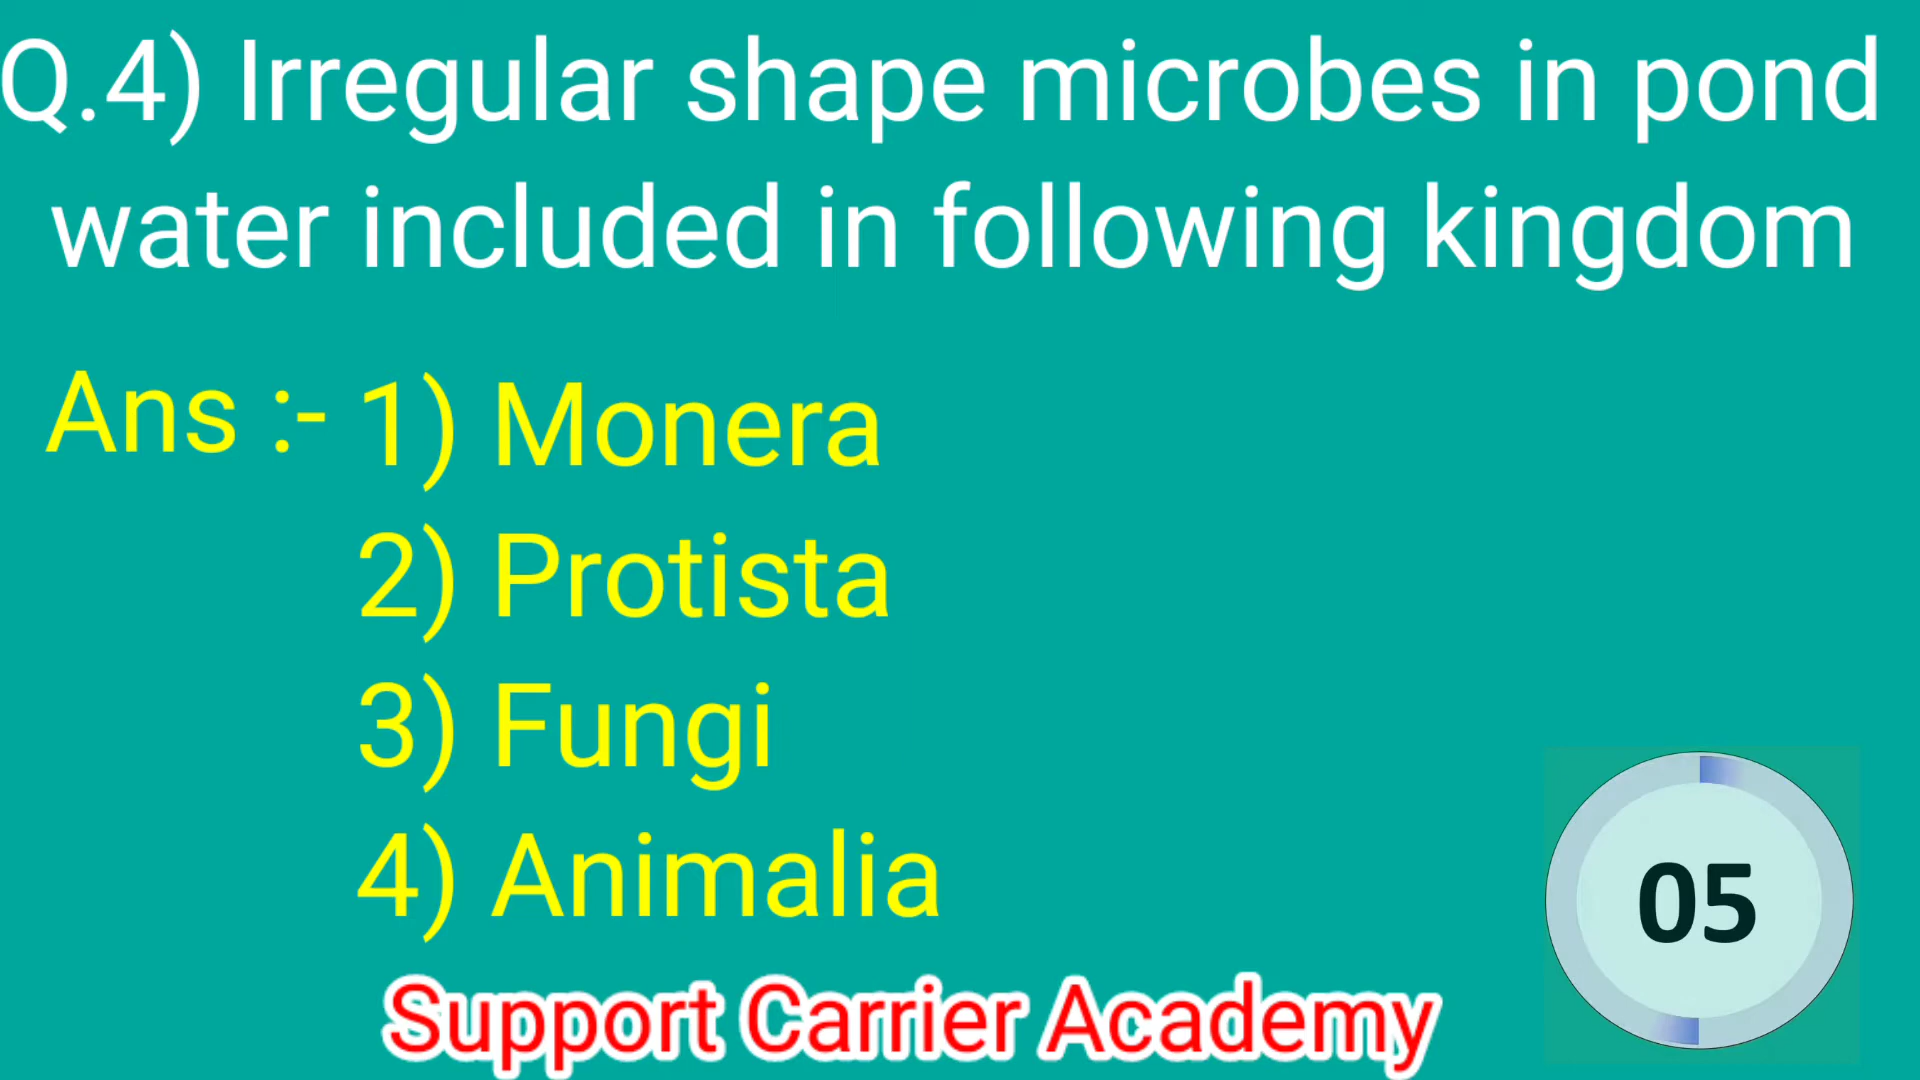 Q.4) Irregular shape microbes in pond
water included in following kingdom
Ans :- 1) Monera
2) Protista
3) Fungi
4) Animalia
05
Support Carrier Academy